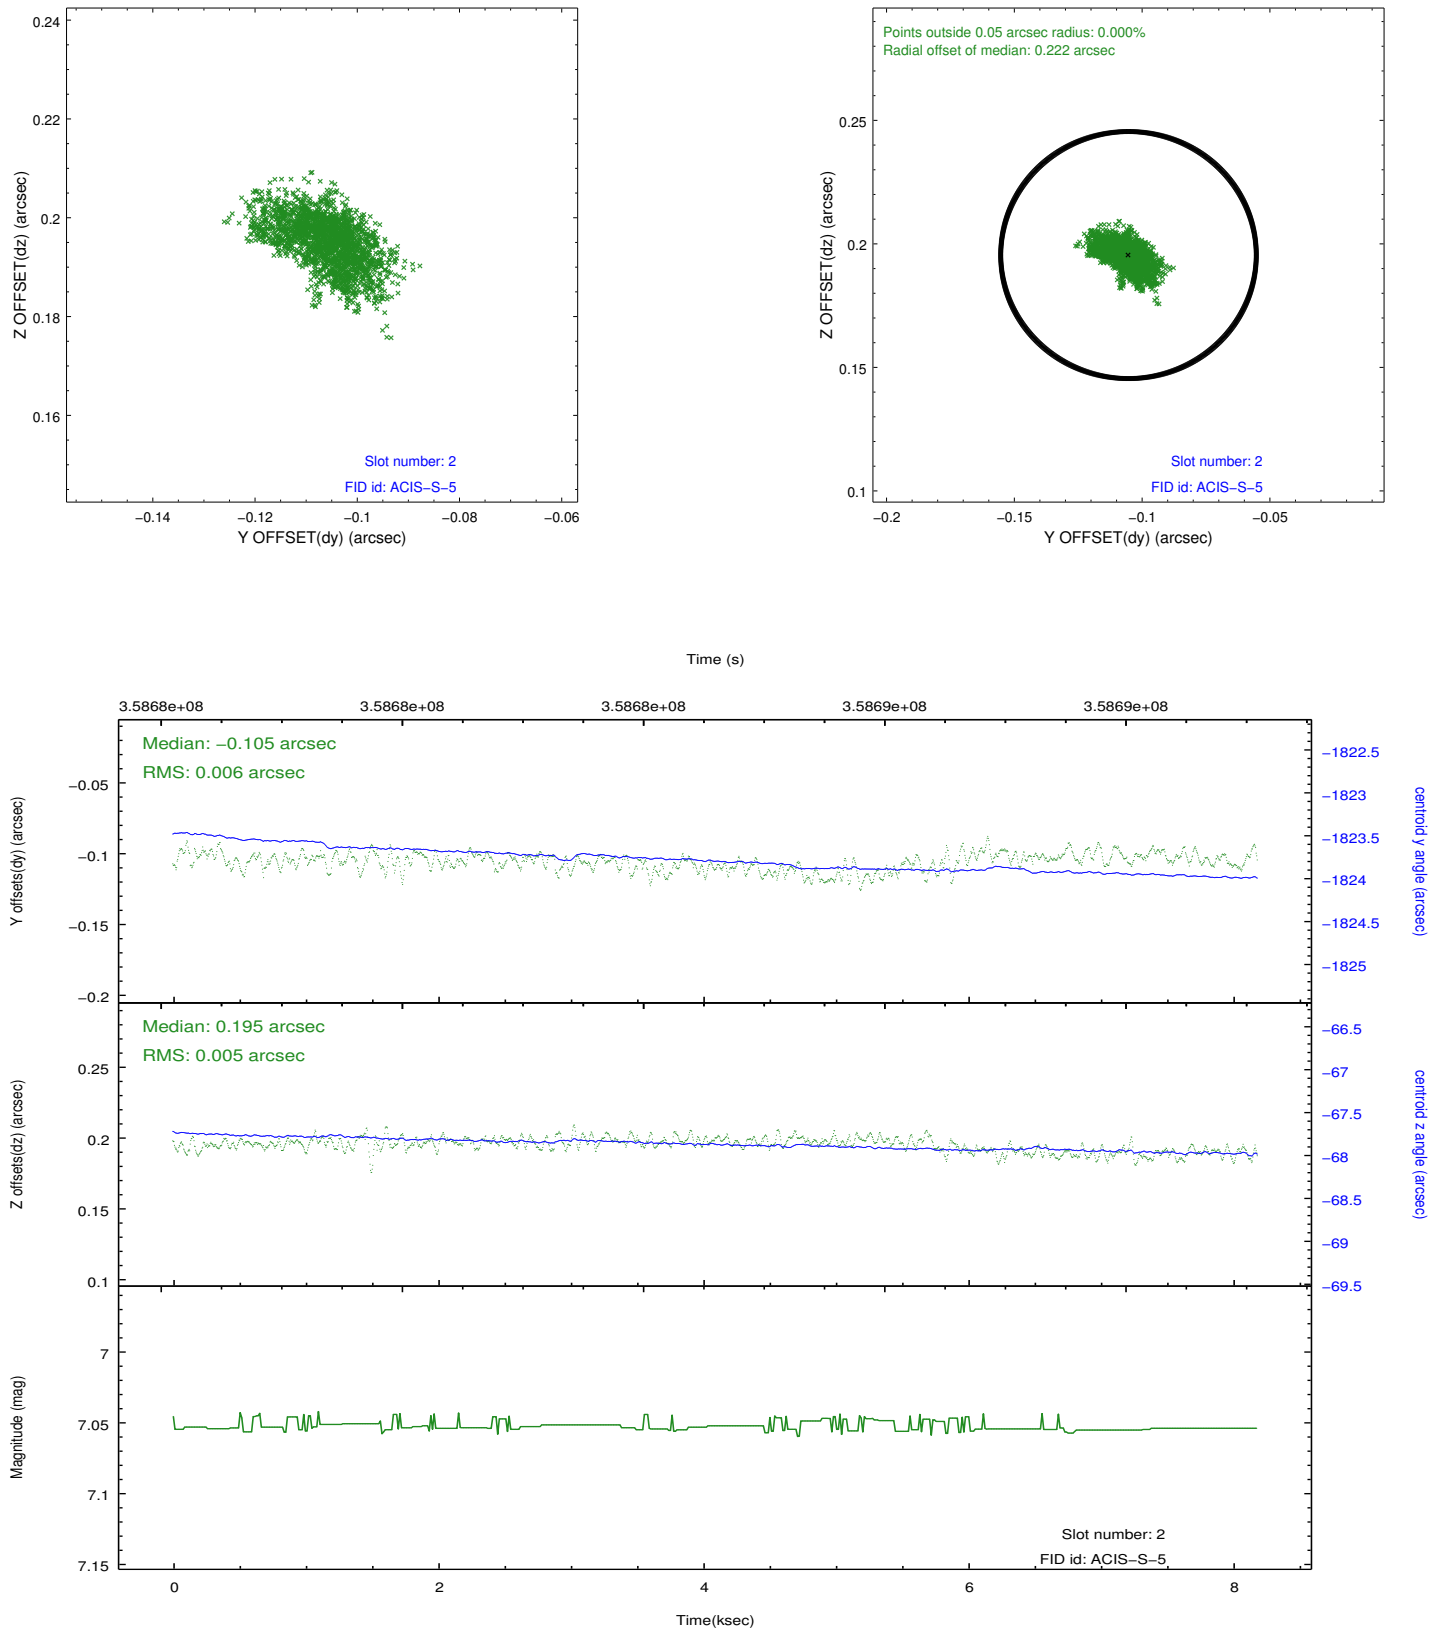 0.24
0.22
0.2
0.18
0.16
Z OFFSET(dz) (arcsec)
Slot number: 2
FID id: ACIS−S−5
−0.14 −0.12 −0.1 −0.08 −0.06
Y OFFSET(dy) (arcsec)
Points outside 0.05 arcsec radius: 0.000%
Radial offset of median: 0.222 arcsec
0.25
0.2
0.15
0.1
Z OFFSET(dz) (arcsec)
Slot number: 2
FID id: ACIS−S−5
−0.2 −0.15 −0.1 −0.05
Y OFFSET(dy) (arcsec)
Time (s)
3.5868e+08 3.5868e+08 3.5868e+08 3.5869e+08 3.5869e+08
Median: −0.105 arcsec
RMS: 0.006 arcsec
−0.05
−0.1
−0.15
−0.2
Y offsets(dy) (arcsec)
−1822.5
−1823
−1823.5
−1824
−1824.5
−1825
centroid y angle (arcsec)
Median: 0.195 arcsec
RMS: 0.005 arcsec
0.25
0.2
0.15
0.1
Z offsets(dz) (arcsec)
−66.5
−67
−67.5
−68
−68.5
−69
−69.5
centroid z angle (arcsec)
7
7.05
7.1
7.15
Magnitude (mag)
Slot number: 2
FID id: ACIS−S−5
0 2 4 6 8
Time(ksec)